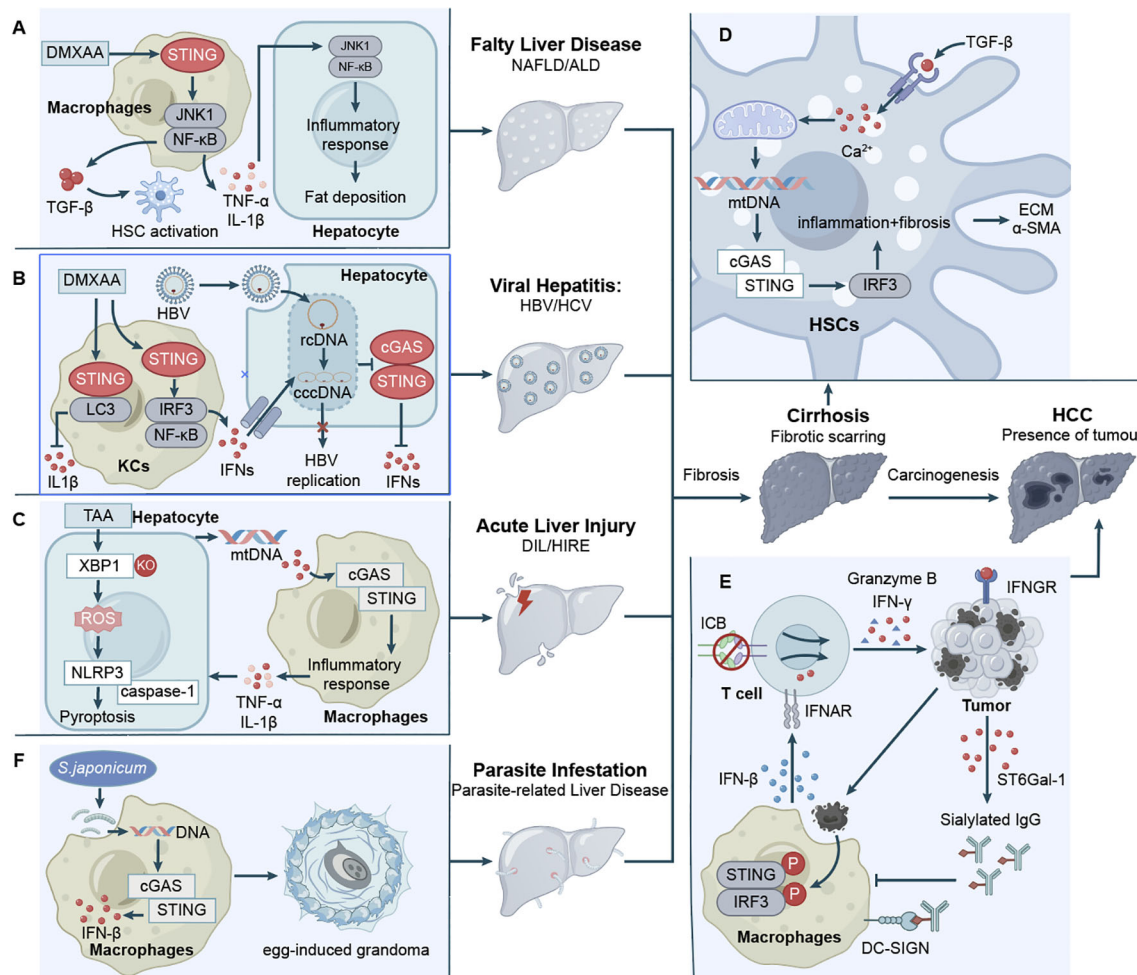 A
DMXAA
STING
Macrophages
JNK1
NF-κB
TGF-β
HSC activation
TNF-α
IL-1β
JNK1
NF-κB
Inflammatory
response
Fat deposition
Hepatocyte
Falty Liver Disease
NAFLD/ALD
B
DMXAA
HBV
Hepatocyte
rcDNA
cccDNA
cGAS
STING
STING
STING
LC3
IRF3
NF-κB
IL1β
KCs
IFNs
HBV
replication
IFNs
Viral Hepatitis:
HBV/HCV
C
TAA
Hepatocyte
XBP1
KO
ROS
NLRP3
caspase-1
Pyroptosis
mtDNA
cGAS
STING
Inflammatory
response
TNF-α
IL-1β
Macrophages
Acute Liver Injury
DIL/HIRE
F
S.japonicum
DNA
cGAS
STING
IFN-β
Macrophages
egg-induced grandoma
Parasite Infestation
Parasite-related Liver Disease
D
TGF-β
Ca2+
mtDNA
cGAS
STING
inflammation+fibrosis
IRF3
ECM
α-SMA
HSCs
Fibrosis
Cirrhosis
Fibrotic scarring
Carcinogenesis
HCC
Presence of tumour
E
ICB
T cell
IFNAR
Granzyme B
IFN-γ
IFNGR
Tumor
IFN-β
ST6Gal-1
Sialylated IgG
STING
P
IRF3
P
Macrophages
DC-SIGN